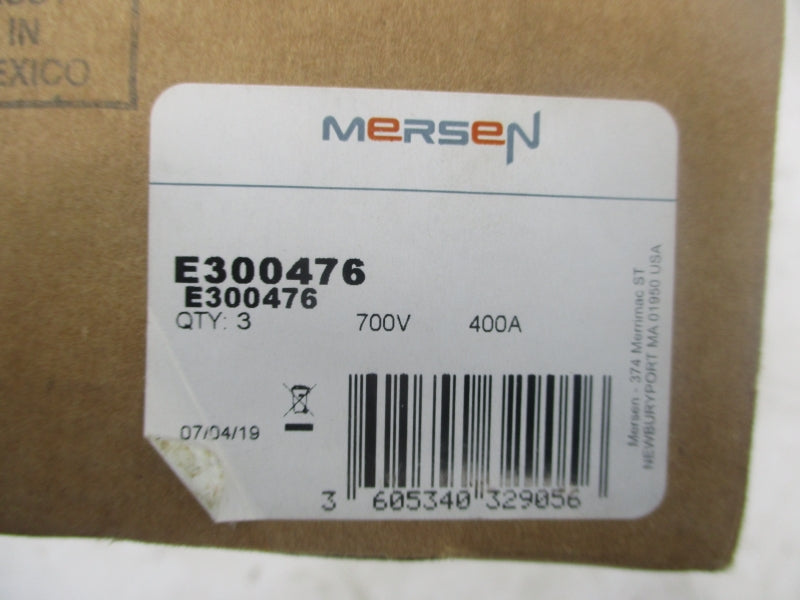 IN
MEXICO
MERSEN
E300476
E300476
QTY: 3 700V 400A
07/04/19
3 605340 329056
Mersen - 374 Merrimac ST
NEWBURYPORT MA 01950 USA